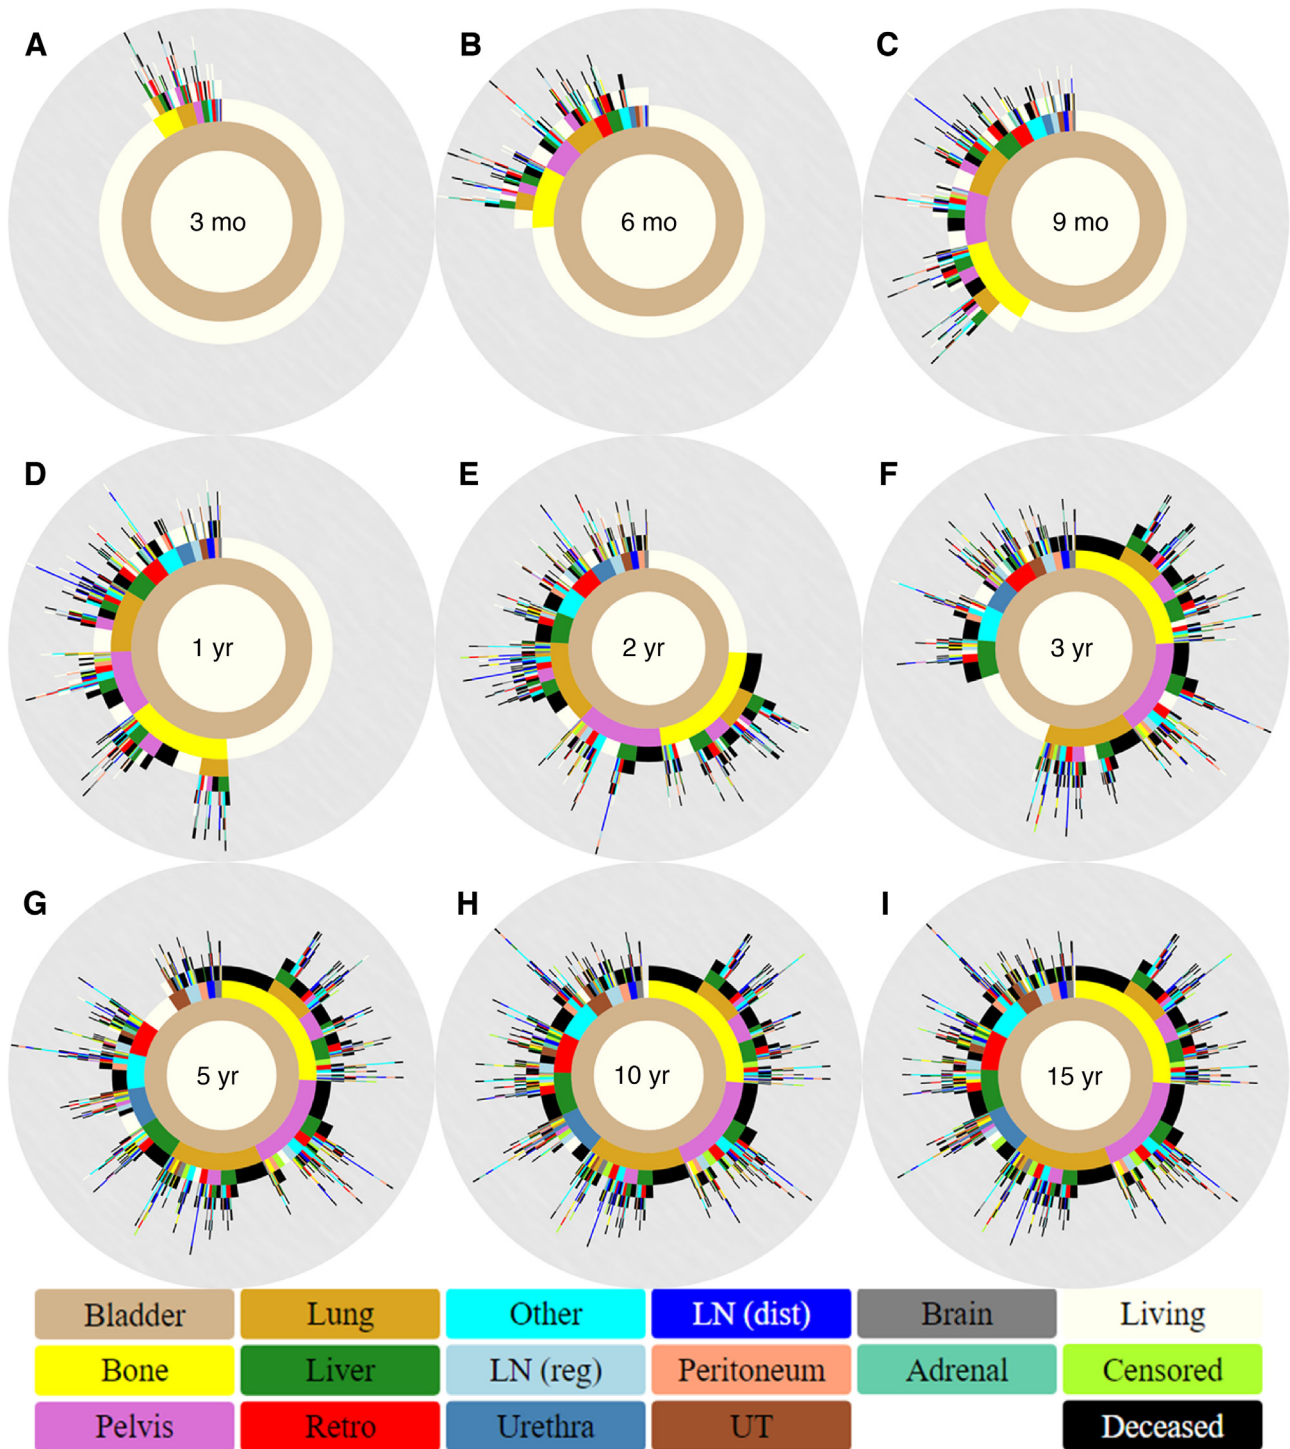 A B C
3 mo 6 mo 9 mo
D E F
1 yr 2 yr 3 yr
G H I
5 yr 10 yr 15 yr
Bladder Lung Other LN (dist) Brain Living
Bone Liver LN (reg) Peritoneum Adrenal Censored
Pelvis Retro Urethra UT Deceased